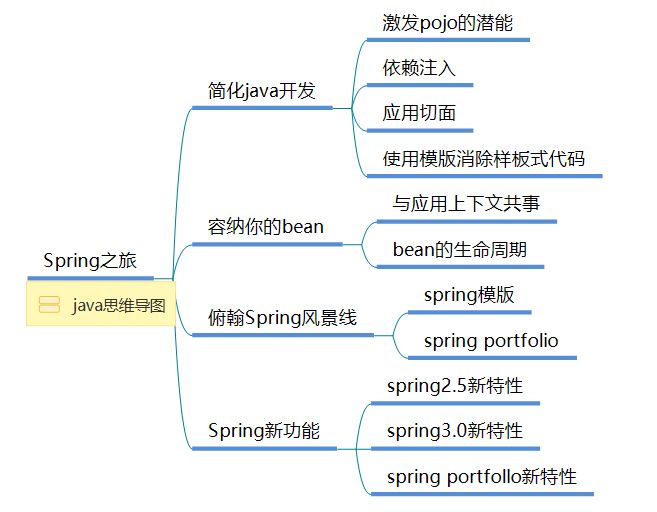 激发pojo的潜能
简化java开发
依赖注入
应用切面
使用模版消除样板式代码
容纳你的bean
与应用上下文共事
bean的生命周期
Spring之旅
java思维导图
俯翰Spring风景线
spring模版
spring portfolio
Spring新功能
spring2.5新特性
spring3.0新特性
spring portfollo新特性